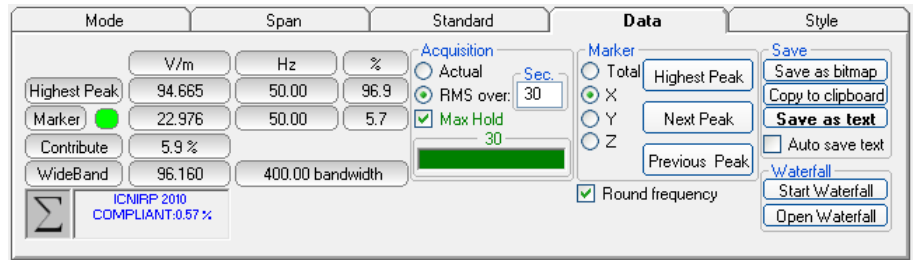 Mode Span Standard Data Style
V/m Hz %
Highest Peak 94.665 50.00 96.9
Marker 22.976 50.00 5.7
Contribute 5.9 %
WideBand 96.160 400.00 bandwidth
Σ
ICNIRP 2010
COMPLIANT:0.57 %
Acquisition
Actual
Sec.
RMS over: 30
Max Hold
30
Marker
Total
X
Y
Z
Highest Peak
Next Peak
Previous Peak
Round frequency
Save
Save as bitmap
Copy to clipboard
Save as text
Auto save text
Waterfall
Start Waterfall
Open Waterfall